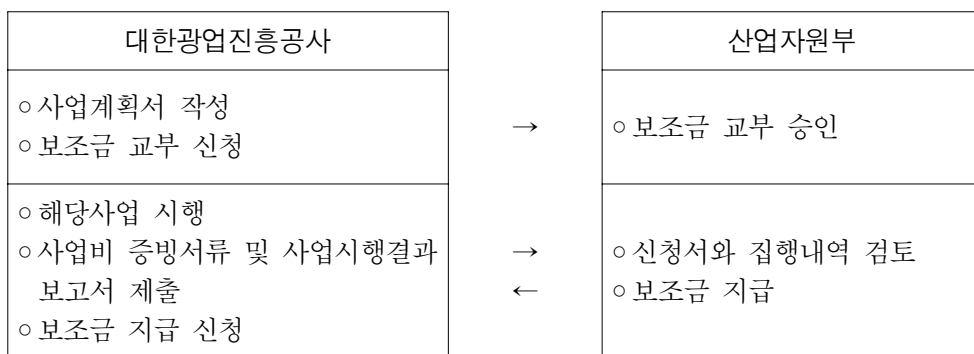 대한광업진흥공사
산업자원부
○사업계획서 작성
○보조금 교부 신청
→
○보조금 교부 승인
○해당사업 시행
○사업비 증빙서류 및 사업시행결과
보고서 제출
○보조금 지급 신청
→
←
○신청서와 집행내역 검토
○보조금 지급